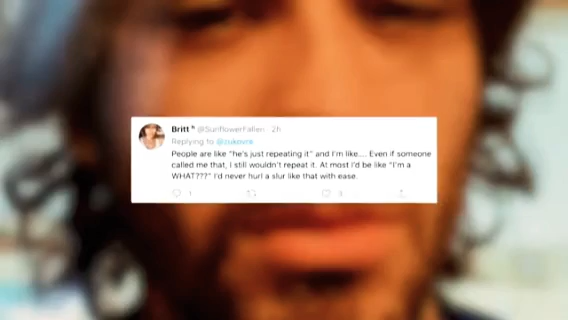 Britt @SunflowerFallen · 2h
Replying to @zukovrk
People are like "he's just repeating it" and I'm like.... Even if someone
called me that, I still wouldn't repeat it. At most I'd be like "I'm a
WHAT???" I'd never hurl a slur like that with ease.
1 3